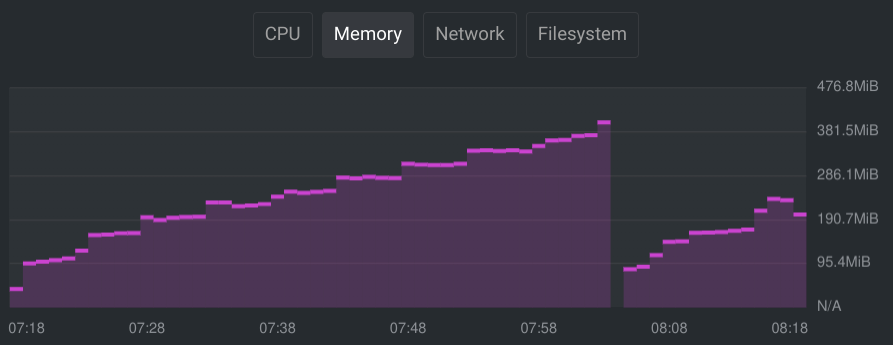 CPU Memory Network Filesystem
476.8MiB
381.5MiB
286.1MiB
190.7MiB
95.4MiB
N/A
07:18 07:28 07:38 07:48 07:58 08:08 08:18